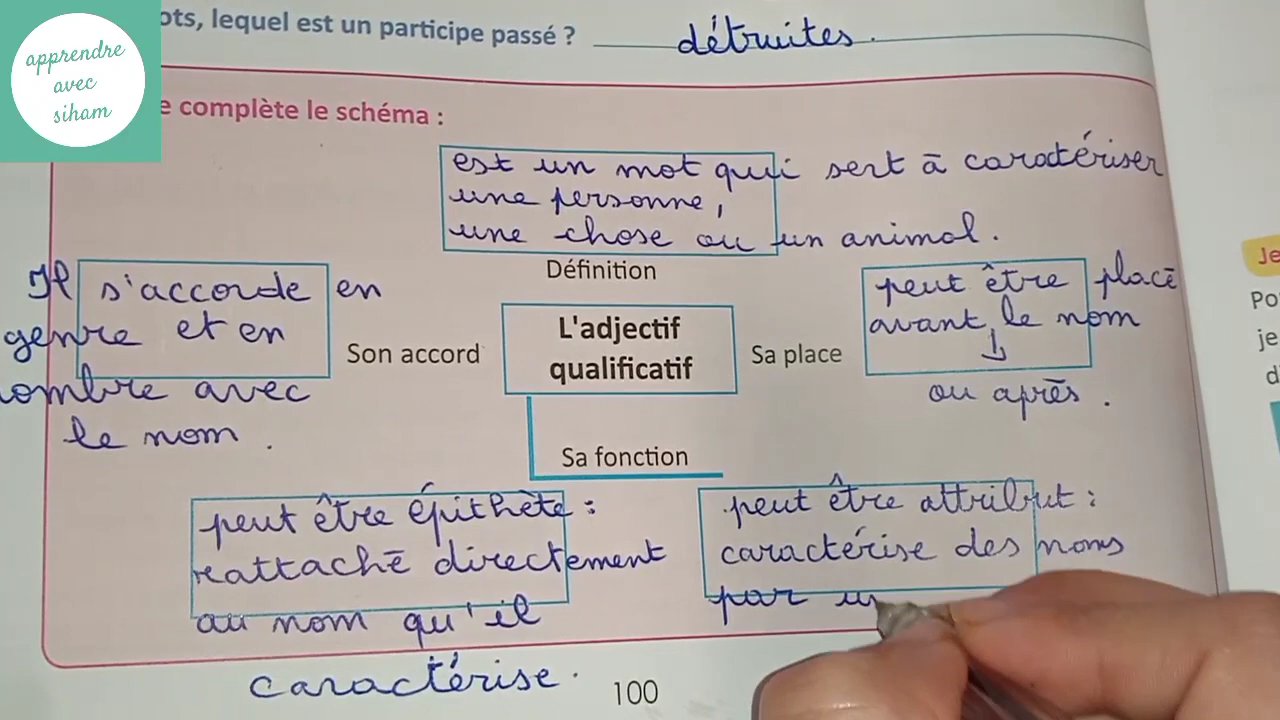 apprendre
avec
siham
ots, lequel est un participe passé ? détruites.
e complète le schéma :
est un mot qui sert à caractériser
une personne,
une chose ou un animal.
Définition
Il s'accorde en
genre et en
ombre avec
le nom.
Son accord
L'adjectif
qualificatif
Sa place
peut être placé
avant le nom
ou après.
Sa fonction
peut être épithète :
rattaché directement
au nom qu'il
caractérise.
peut être attribut :
caractérise des noms
par un
100
Je
Po
je
d